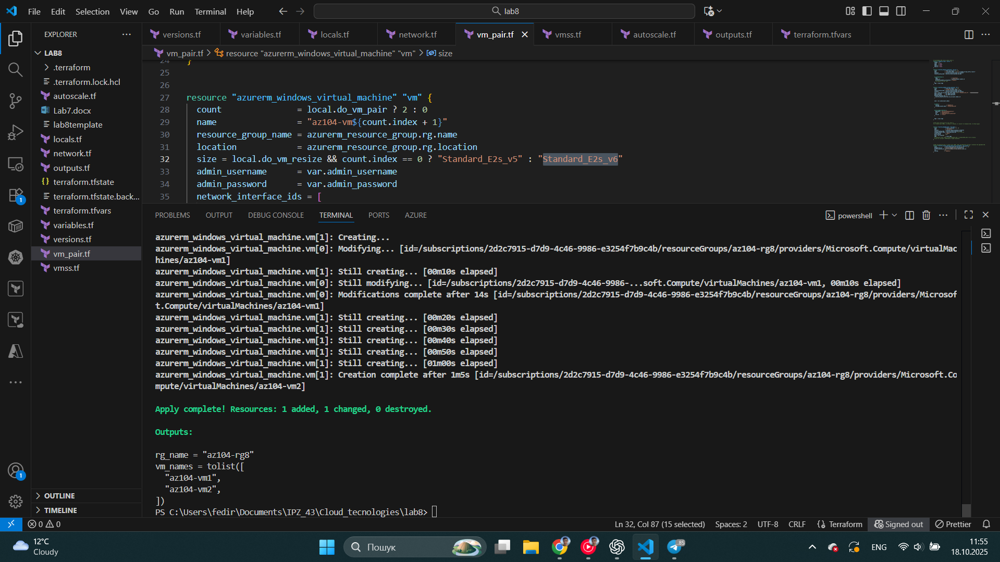 File Edit Selection View Go Run Terminal Help
lab8
EXPLORER
LAB8
.terraform
.terraform.lock.hcl
autoscale.tf
Lab7.docx
lab8template
locals.tf
network.tf
outputs.tf
terraform.tfstate
terraform.tfstate.back...
terraform.tfvars
variables.tf
versions.tf
vm_pair.tf
vmss.tf
OUTLINE
TIMELINE
versions.tf variables.tf locals.tf network.tf vm_pair.tf vmss.tf autoscale.tf outputs.tf terraform.tfvars
vm_pair.tf > resource "azurerm_windows_virtual_machine" "vm" > size
24 }
25
26
27 resource "azurerm_windows_virtual_machine" "vm" {
28 count = local.do_vm_pair ? 2 : 0
29 name = "az104-vm${count.index + 1}"
30 resource_group_name = azurerm_resource_group.rg.name
31 location = azurerm_resource_group.rg.location
32 size = local.do_vm_resize && count.index == 0 ? "Standard_E2s_v5" : "Standard_E2s_v6"
33 admin_username = var.admin_username
34 admin_password = var.admin_password
35 network_interface_ids = [
PROBLEMS OUTPUT DEBUG CONSOLE TERMINAL PORTS AZURE
powershell
azurerm_windows_virtual_machine.vm[1]: Creating...
azurerm_windows_virtual_machine.vm[0]: Modifying... [id=/subscriptions/2d2c7915-d7d9-4c46-9986-e3254f7b9c4b/resourceGroups/az104-rg8/providers/Microsoft.Compute/virtualMac
hines/az104-vm1]
azurerm_windows_virtual_machine.vm[1]: Still creating... [00m10s elapsed]
azurerm_windows_virtual_machine.vm[0]: Still modifying... [id=/subscriptions/2d2c7915-d7d9-4c46-9986-...soft.Compute/virtualMachines/az104-vm1, 00m10s elapsed]
azurerm_windows_virtual_machine.vm[0]: Modifications complete after 14s [id=/subscriptions/2d2c7915-d7d9-4c46-9986-e3254f7b9c4b/resourceGroups/az104-rg8/providers/Microsof
t.Compute/virtualMachines/az104-vm1]
azurerm_windows_virtual_machine.vm[1]: Still creating... [00m20s elapsed]
azurerm_windows_virtual_machine.vm[1]: Still creating... [00m30s elapsed]
azurerm_windows_virtual_machine.vm[1]: Still creating... [00m40s elapsed]
azurerm_windows_virtual_machine.vm[1]: Still creating... [00m50s elapsed]
azurerm_windows_virtual_machine.vm[1]: Still creating... [01m00s elapsed]
azurerm_windows_virtual_machine.vm[1]: Creation complete after 1m5s [id=/subscriptions/2d2c7915-d7d9-4c46-9986-e3254f7b9c4b/resourceGroups/az104-rg8/providers/Microsoft.Co
mpute/virtualMachines/az104-vm2]
Apply complete! Resources: 1 added, 1 changed, 0 destroyed.
Outputs:
rg_name = "az104-rg8"
vm_names = tolist([
"az104-vm1",
"az104-vm2",
])
PS C:\Users\fedir\Documents\IPZ_43\Cloud_tecnologies\lab8>
0 0
Ln 32, Col 87 (15 selected) Spaces: 2 UTF-8 CRLF {} Terraform Signed out Prettier
12°C
Cloudy
Пошук
85
ENG
11:55
18.10.2025